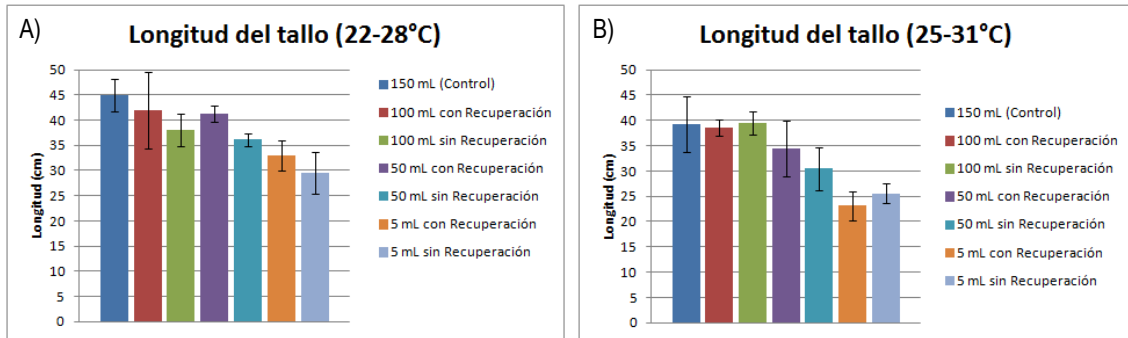 A)
Longitud del tallo (22-28°C)
Longitud (cm)
50
45
40
35
30
25
20
15
10
5
0
150 mL (Control)
100 mL con Recuperación
100 mL sin Recuperación
50 mL con Recuperación
50 mL sin Recuperación
5 mL con Recuperación
5 mL sin Recuperación
B)
Longitud del tallo (25-31°C)
Longitud (cm)
50
45
40
35
30
25
20
15
10
5
0
150 mL (Control)
100 mL con Recuperación
100 mL sin Recuperación
50 mL con Recuperación
50 mL sin Recuperación
5 mL con Recuperación
5 mL sin Recuperación